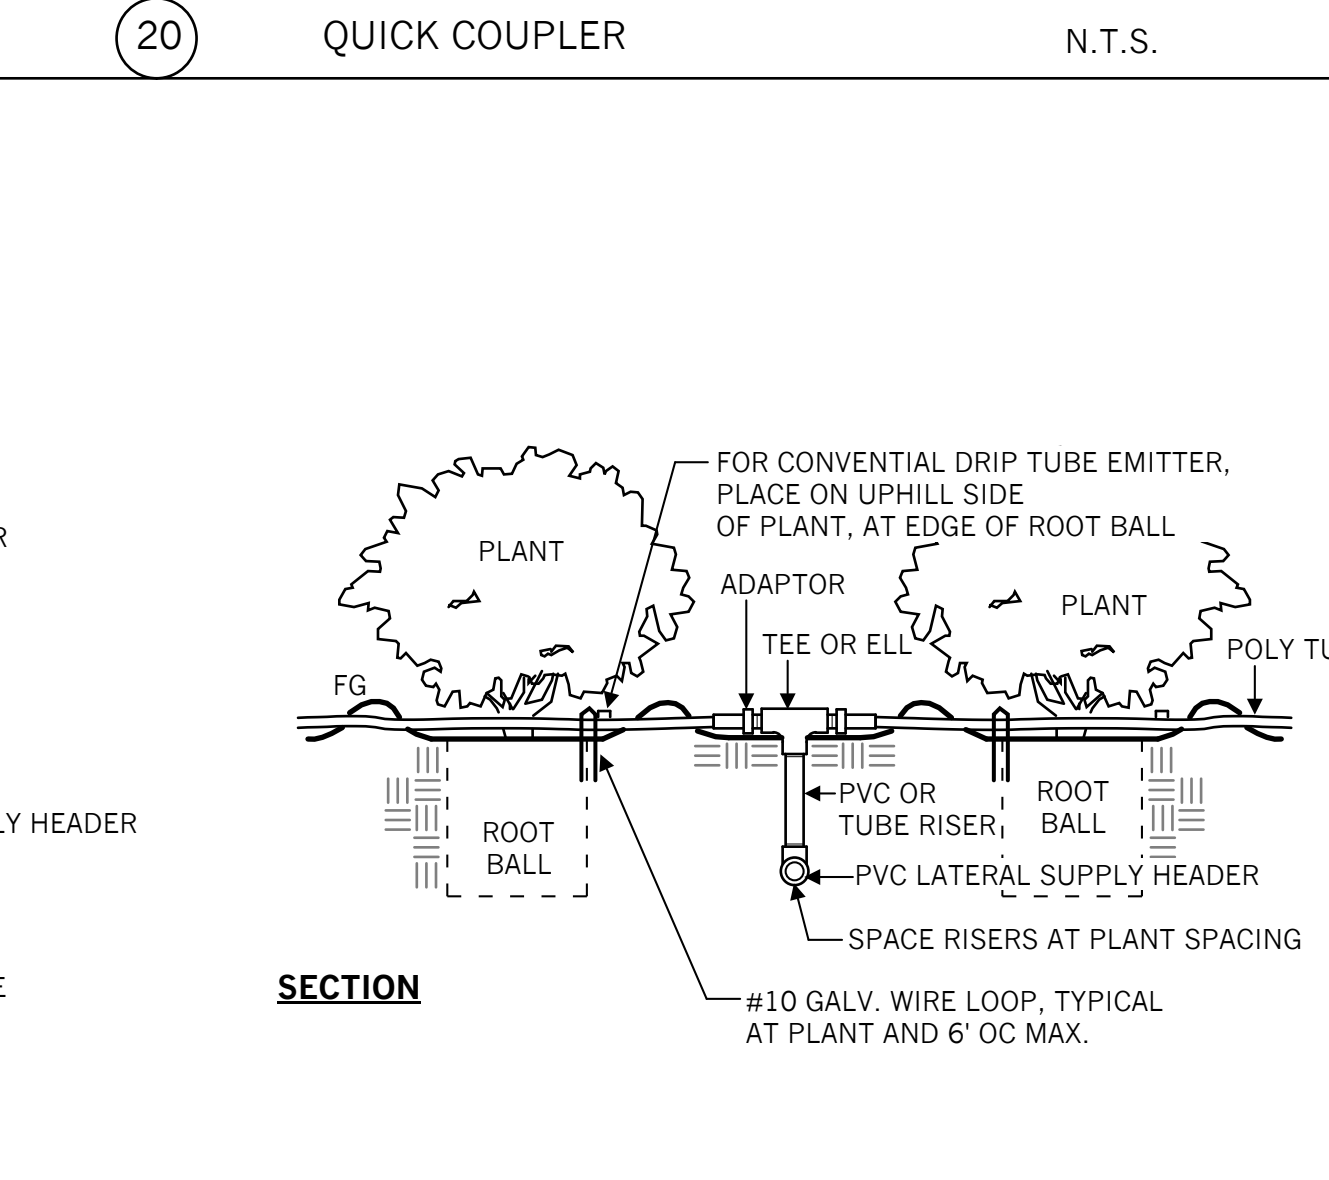 20
QUICK COUPLER
N.T.S.
FOR CONVENTIAL DRIP TUBE EMITTER,
PLACE ON UPHILL SIDE
OF PLANT, AT EDGE OF ROOT BALL
PLANT
ADAPTOR
PLANT
TEE OR ELL
POLY
FG
PVC OR
TUBE RISER
ROOT
BALL
ROOT
BALL
HEADER
PVC LATERAL SUPPLY HEADER
SPACE RISERS AT PLANT SPACING
SECTION
#10 GALV. WIRE LOOP, TYPICAL
AT PLANT AND 6' OC MAX.